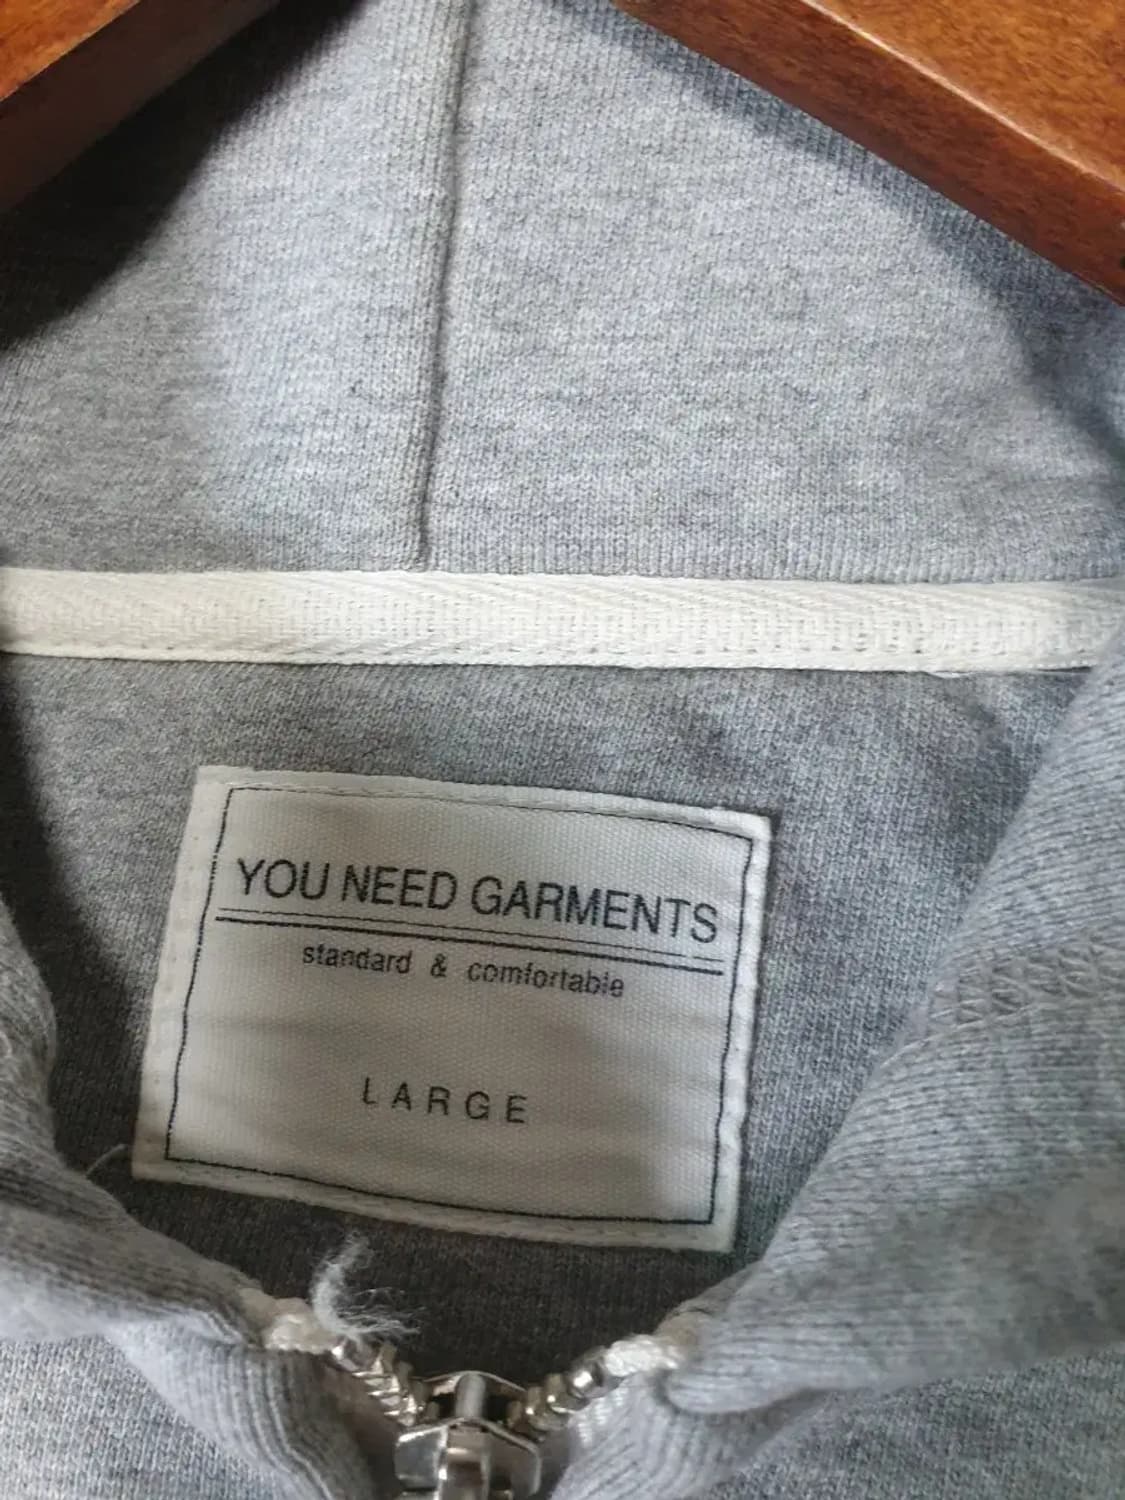 YOU NEED GARMENTS
standard & comfortable
LARGE